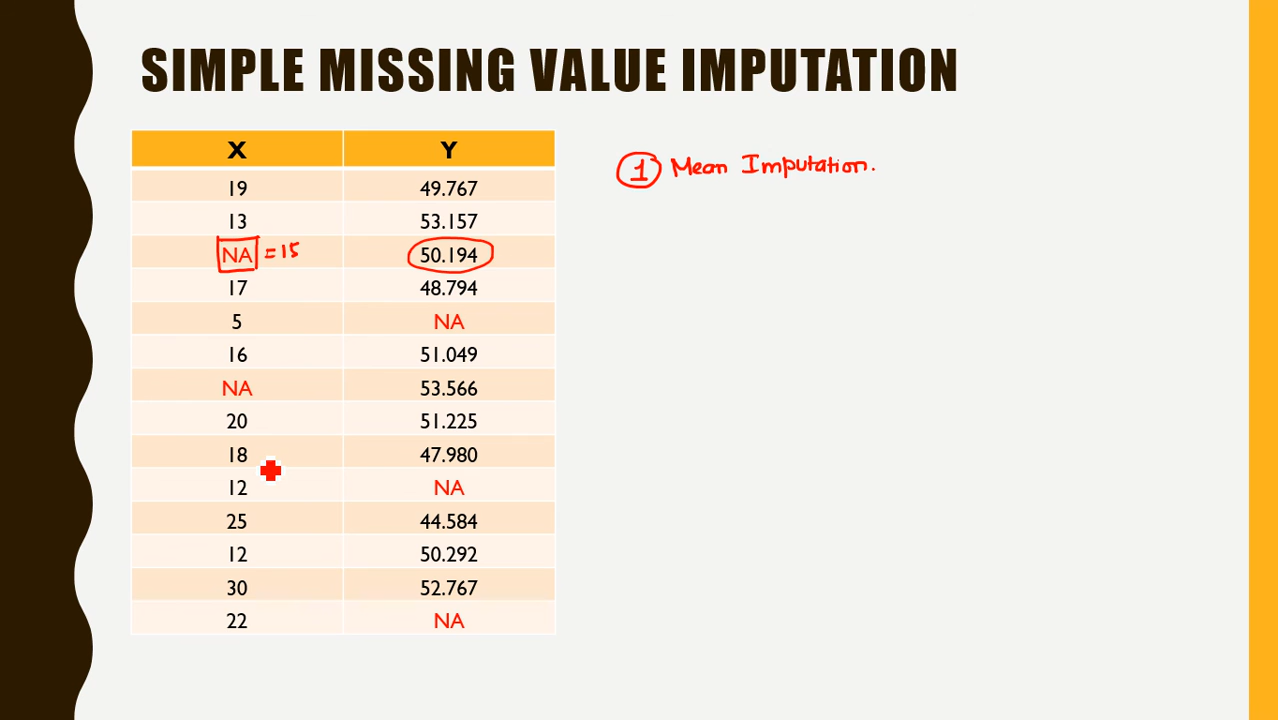 SIMPLE MISSING VALUE IMPUTATION
① Mean Imputation.
X Y
19 49.767
13 53.157
NA = 15 50.194
17 48.794
5 NA
16 51.049
NA 53.566
20 51.225
18 47.980
12 NA
25 44.584
12 50.292
30 52.767
22 NA